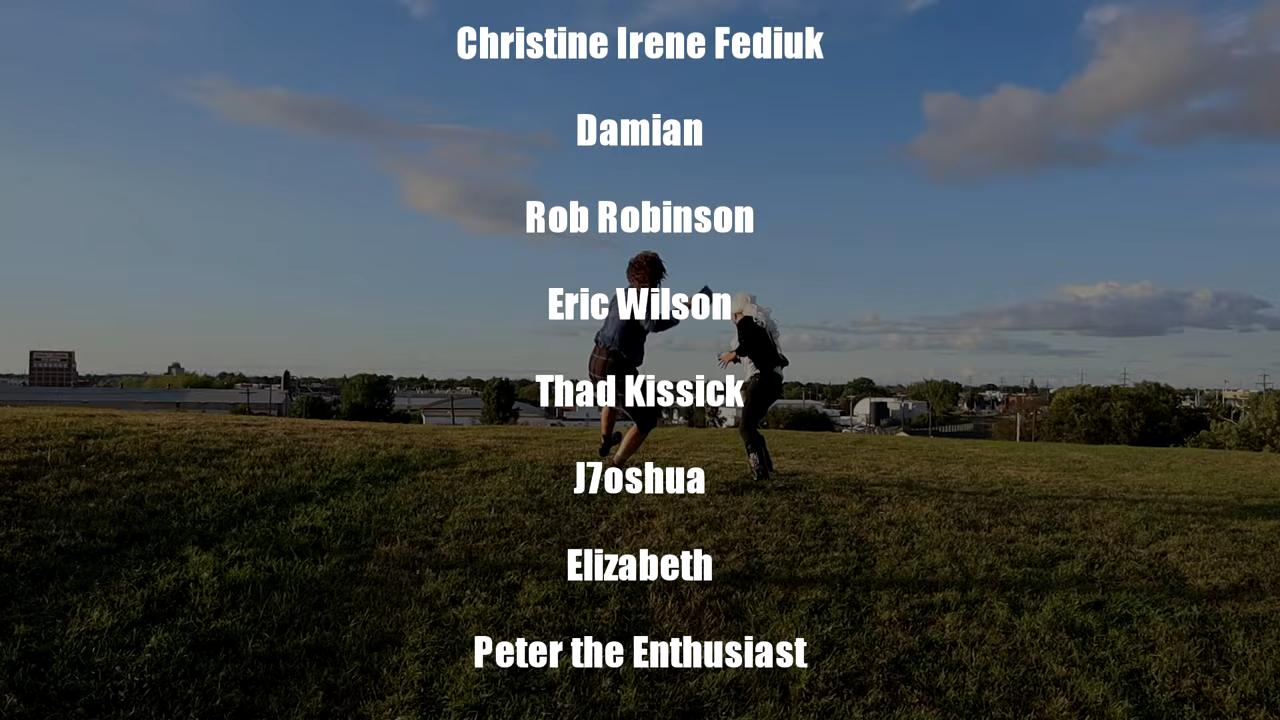 Christine Irene Fediuk
Damian
Rob Robinson
Eric Wilson
Thad Kissick
J7oshua
Elizabeth
Peter the Enthusiast